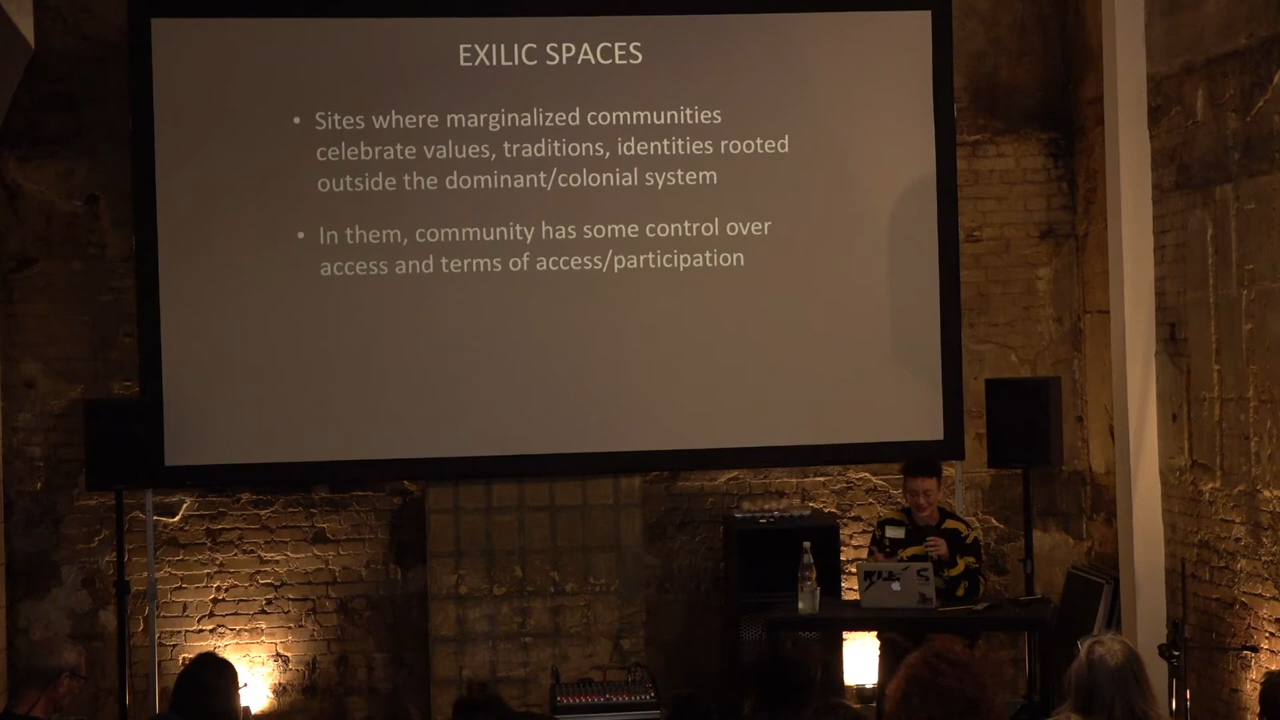 EXILIC SPACES
• Sites where marginalized communities
celebrate values, traditions, identities rooted
outside the dominant/colonial system
• In them, community has some control over
access and terms of access/participation